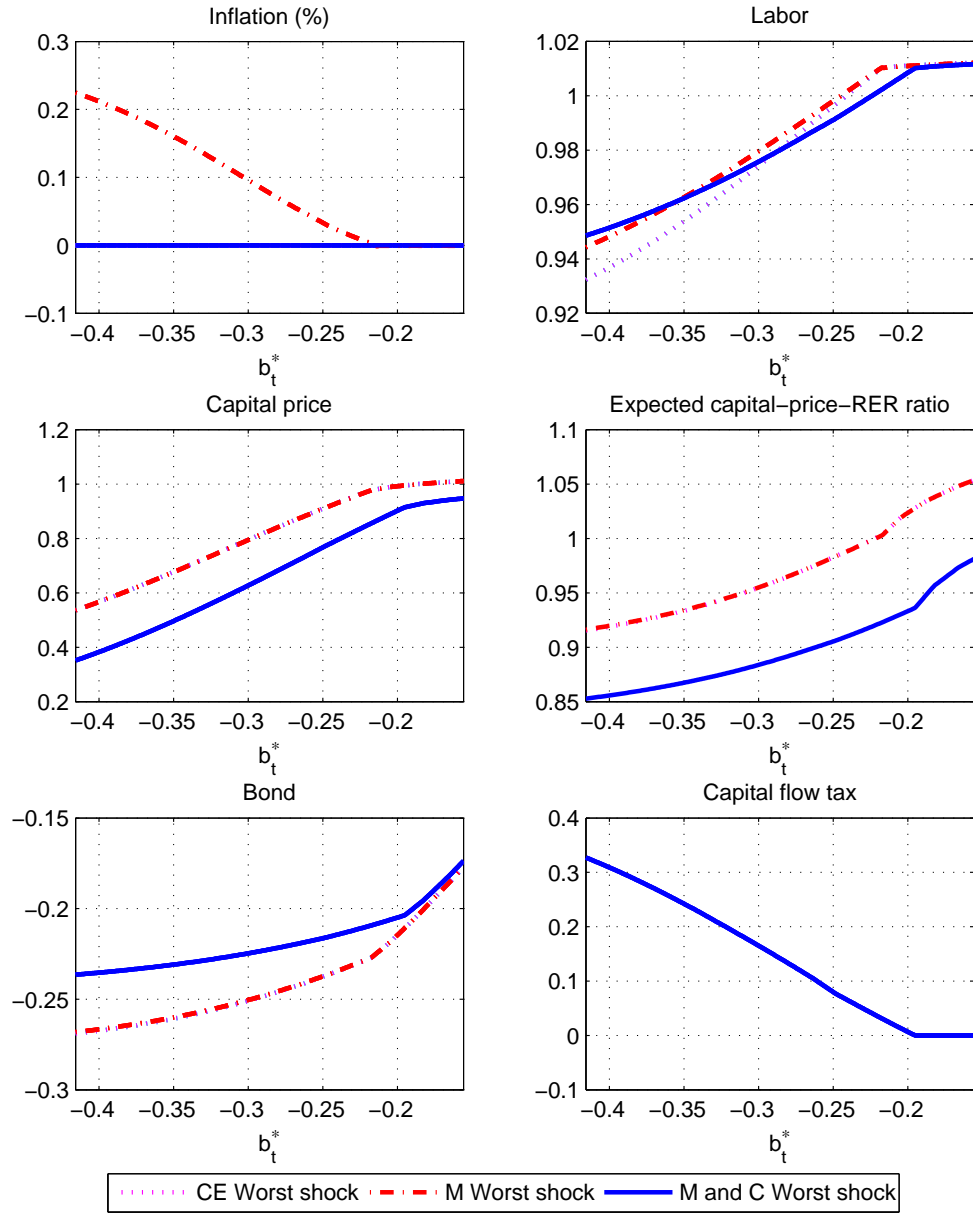 Inflation (%)
0.3
0.2
0.1
0
−0.1
−0.4 −0.35 −0.3 −0.25 −0.2
b*t
Labor
1.02
1
0.98
0.96
0.94
0.92
−0.4 −0.35 −0.3 −0.25 −0.2
b*t
Capital price
1.2
1
0.8
0.6
0.4
0.2
−0.4 −0.35 −0.3 −0.25 −0.2
b*t
Expected capital−price−RER ratio
1.1
1.05
1
0.95
0.9
0.85
−0.4 −0.35 −0.3 −0.25 −0.2
b*t
Bond
−0.15
−0.2
−0.25
−0.3
−0.4 −0.35 −0.3 −0.25 −0.2
b*t
Capital flow tax
0.4
0.3
0.2
0.1
0
−0.1
−0.4 −0.35 −0.3 −0.25 −0.2
b*t
CE Worst shock M Worst shock M and C Worst shock